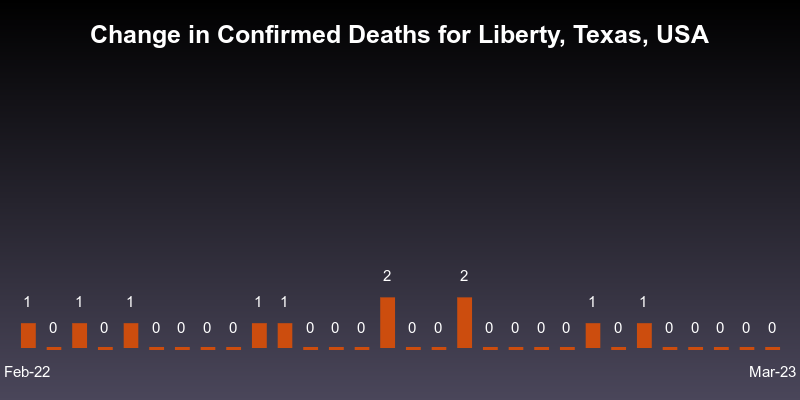 Change in Confirmed Deaths for Liberty, Texas, USA
2 2
1 1 1 1 1 1 1
0 0 0 0 0 0 0 0 0 0 0 0 0 0 0 0 0 0 0 0 0
Feb-22 Mar-23